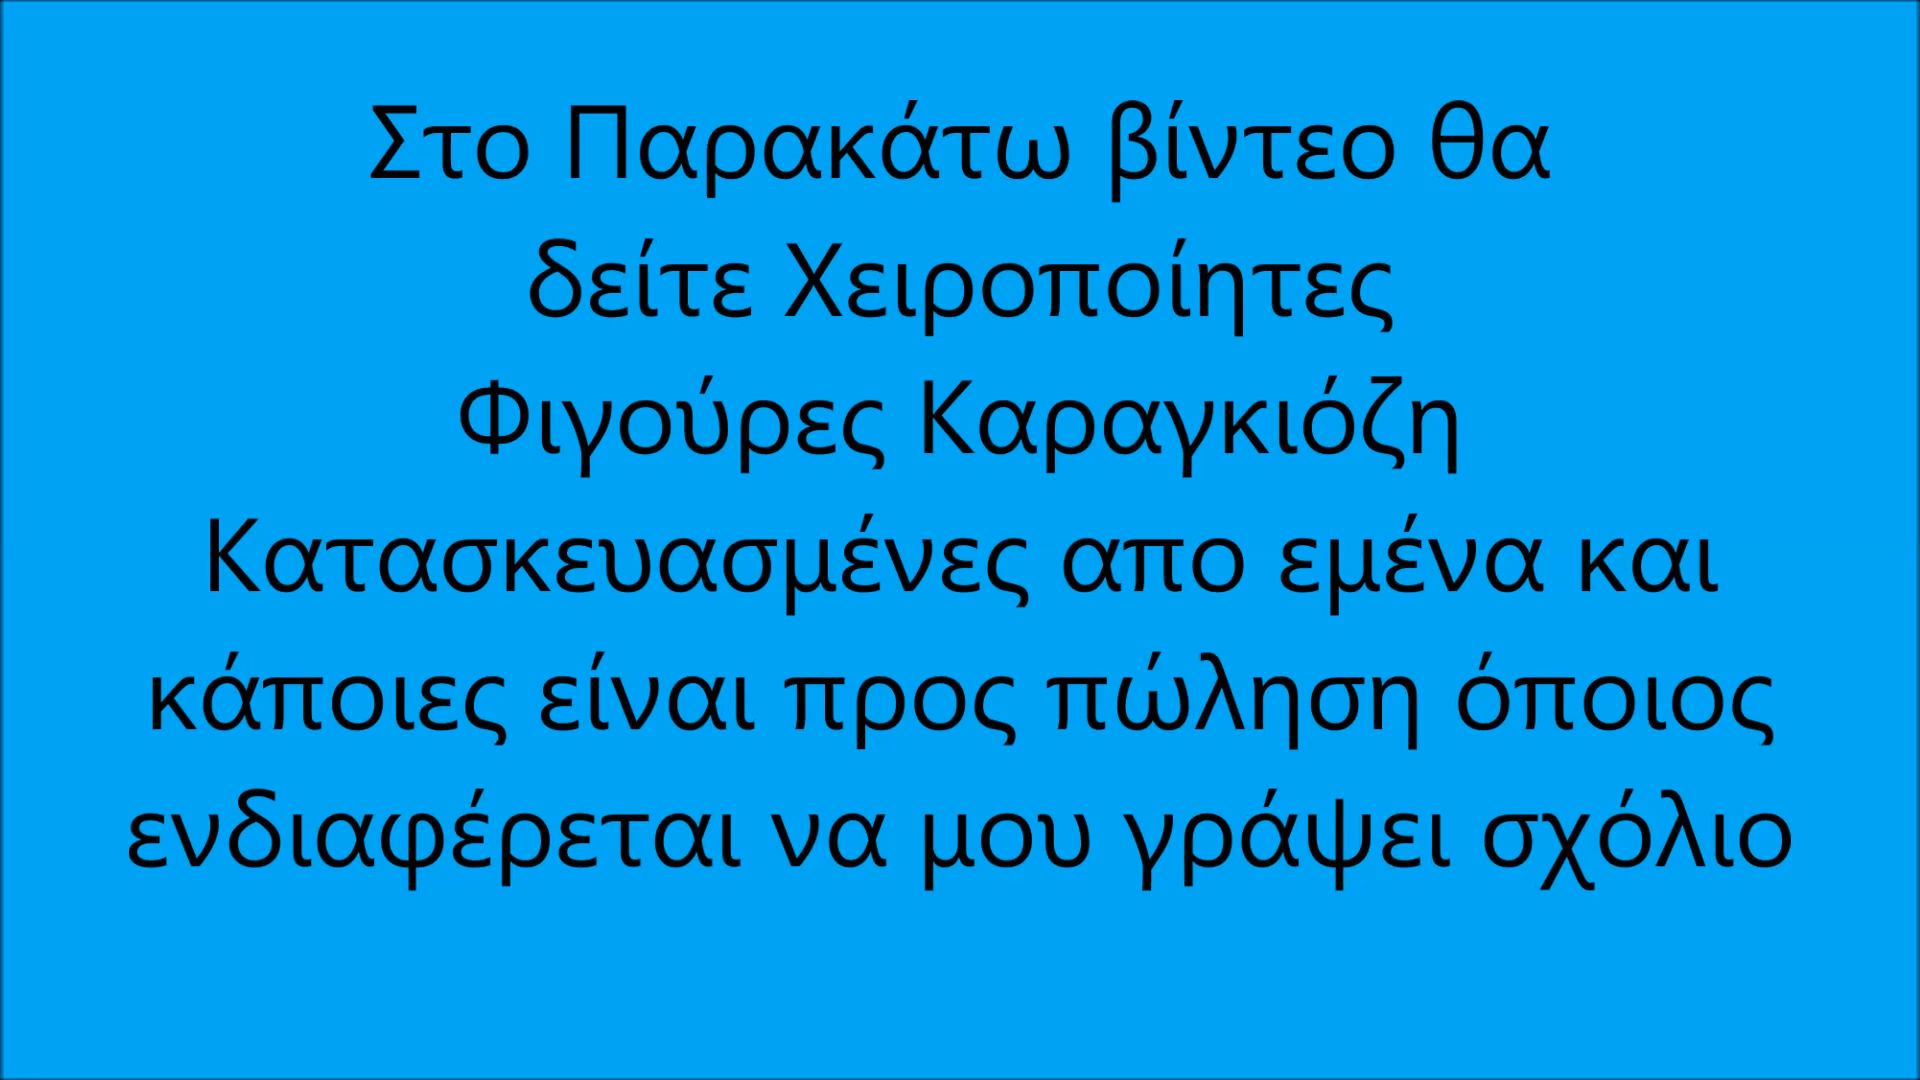 Στο Παρακάτω βίντεο θα
δείτε Χειροποίητες
Φιγούρες Καραγκιόζη
Κατασκευασμένες απο εμένα και
κάποιες είναι προς πώληση όποιος
ενδιαφέρεται να μου γράψει σχόλιο